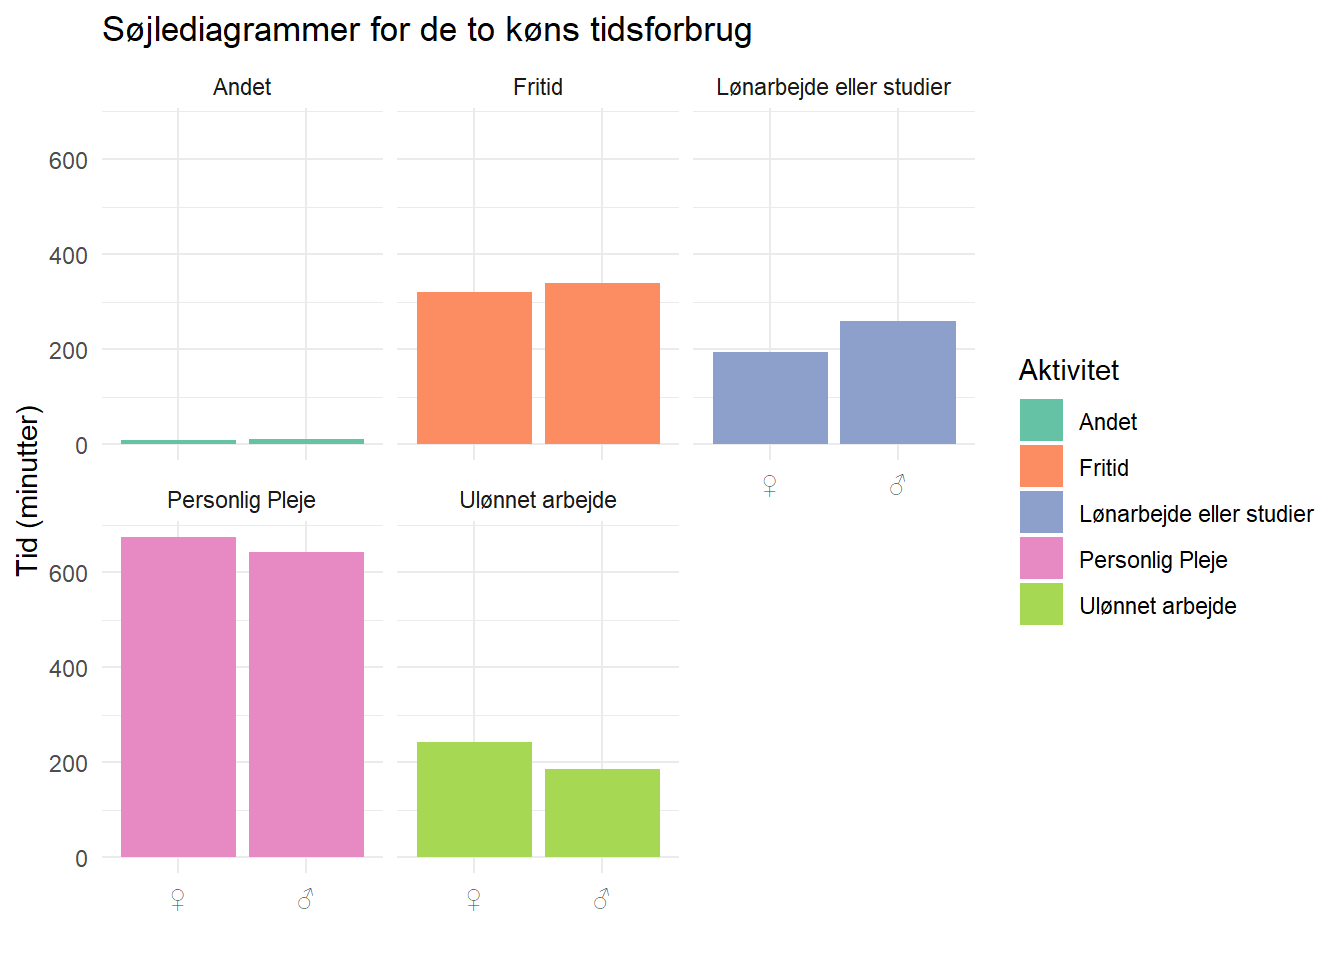 Søjlediagrammer for de to køns tidsforbrug
Andet
Fritid
Lønarbejde eller studier
600
400
200
0
♀
♂
Personlig Pleje
Ulønnet arbejde
600
400
200
0
♀
♂
♀
♂
Tid (minutter)
Aktivitet
Andet
Fritid
Lønarbejde eller studier
Personlig Pleje
Ulønnet arbejde